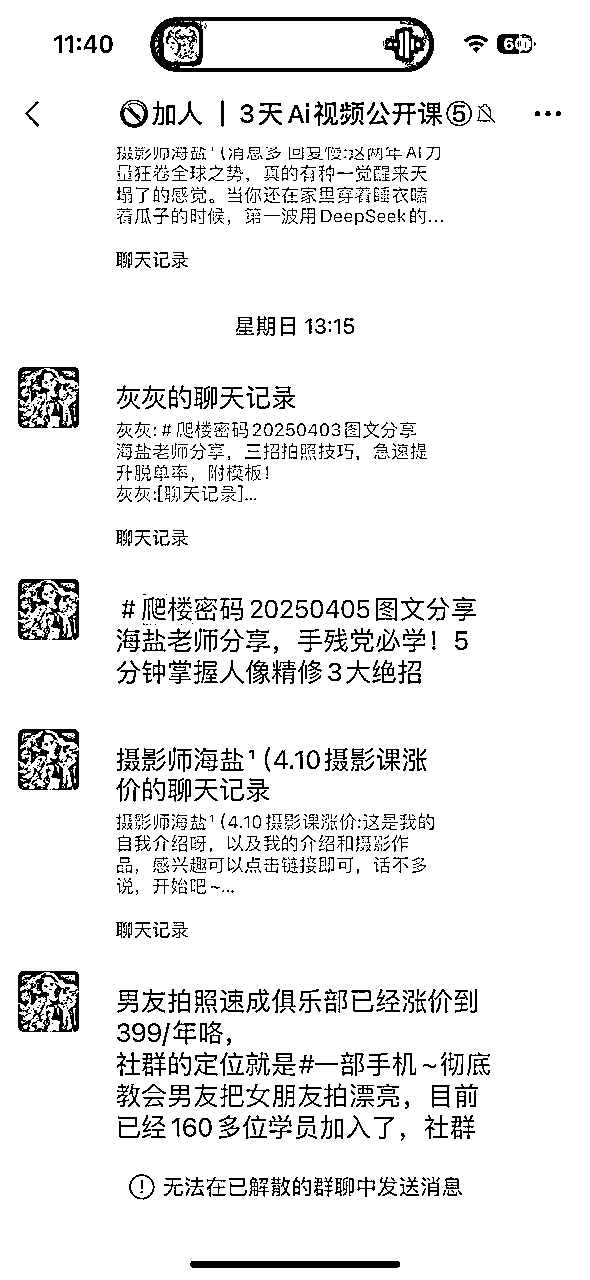 11:40
60
🚫加人 | 3天Ai视频公开课⑤
摄影师海盐¹(消息多 回复慢:这两年AI力
量狂卷全球之势，真的有种一觉醒来天
塌了的感觉。当你还在家里穿着睡衣嗑
着瓜子的时候，第一波用DeepSeek的...
聊天记录
星期日 13:15
灰灰的聊天记录
灰灰:#爬楼密码20250403图文分享
海盐老师分享，三招拍照技巧，急速提
升脱单率，附模板！
灰灰:[聊天记录]...
聊天记录
#爬楼密码20250405图文分享
海盐老师分享，手残党必学！5
分钟掌握人像精修3大绝招
摄影师海盐¹(4.10摄影课涨
价的聊天记录
摄影师海盐¹(4.10摄影课涨价:这是我的
自我介绍呀，以及我的介绍和摄影作
品，感兴趣可以点击链接即可，话不多
说，开始吧~...
聊天记录
男友拍照速成俱乐部已经涨价到
399/年咯，
社群的定位就是#一部手机~彻底
教会男友把女朋友拍漂亮，目前
已经160多位学员加入了，社群
无法在已解散的群聊中发送消息